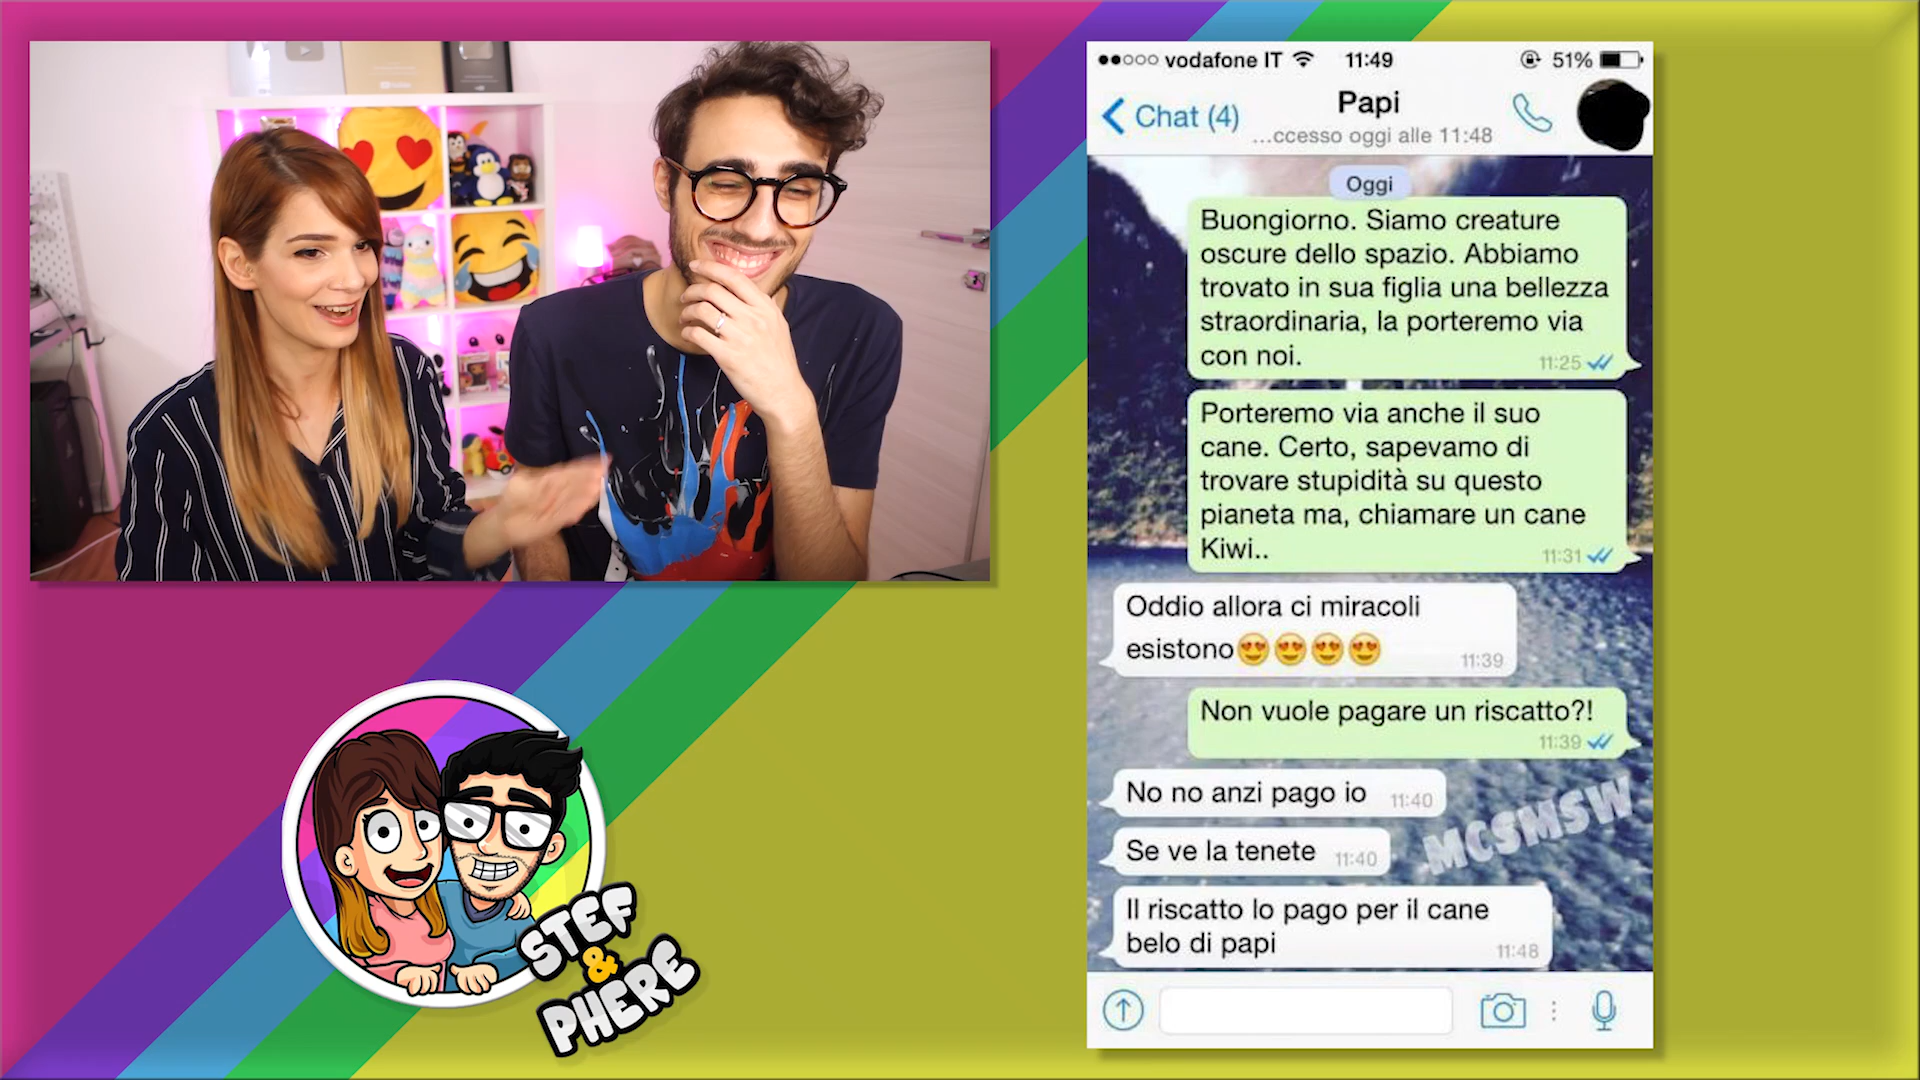 vodafone IT
11:49
51%
Chat (4)
Papi
...ccesso oggi alle 11:48
Oggi
Buongiorno. Siamo creature
oscure dello spazio. Abbiamo
trovato in sua figlia una bellezza
straordinaria, la porteremo via
con noi.
11:25
Porteremo via anche il suo
cane. Certo, sapevamo di
trovare stupidità su questo
pianeta ma, chiamare un cane
Kiwi..
11:31
Oddio allora ci miracoli
esistono😍😍😍😍
11:39
Non vuole pagare un riscatto?!
11:39
No no anzi pago io
11:40
Se ve la tenete
11:40
Il riscatto lo pago per il cane
belo di papi
11:48
MCSMSW
STEF
&
PHERE